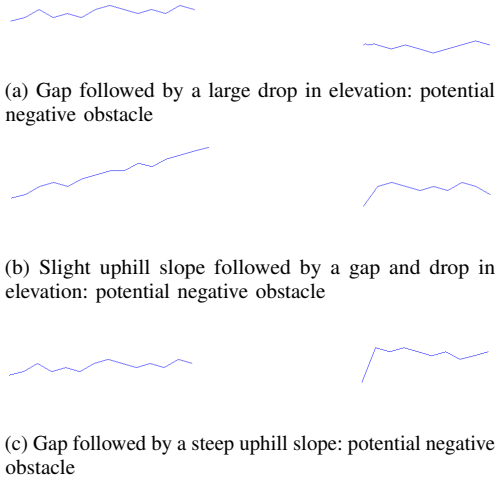 (a) Gap followed by a large drop in elevation: potential
negative obstacle
(b) Slight uphill slope followed by a gap and drop in
elevation: potential negative obstacle
(c) Gap followed by a steep uphill slope: potential negative
obstacle